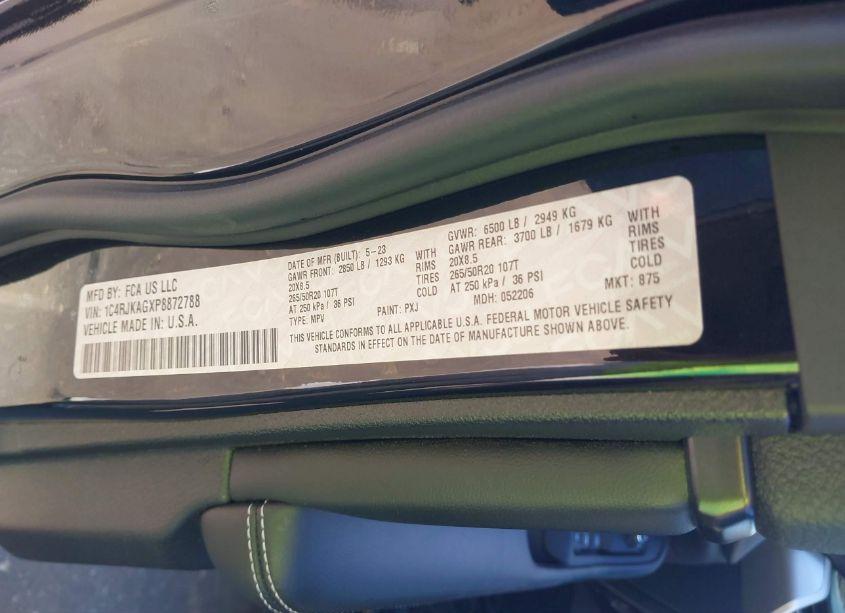 MFD BY: FCA US LLC
VIN: 1C4RJKAGXP8872788
VEHICLE MADE IN U.S.A.
DATE OF MFR (BUILT): 5-23
GAWR FRONT: 2850 LB / 1293 KG WITH
20X8.5 RIMS
265/50R20 107T TIRES
AT 250 kPa / 36 PSI COLD
TYPE: MPV PAINT: PXJ MDH: 052206 MKT: 875
GVWR: 6500 LB / 2949 KG
GAWR REAR: 3700 LB / 1679 KG WITH
20X8.5 RIMS
265/50R20 107T TIRES
AT 250 kPa / 36 PSI COLD
THIS VEHICLE CONFORMS TO ALL APPLICABLE U.S.A. FEDERAL MOTOR VEHICLE SAFETY
STANDARDS IN EFFECT ON THE DATE OF MANUFACTURE SHOWN ABOVE.